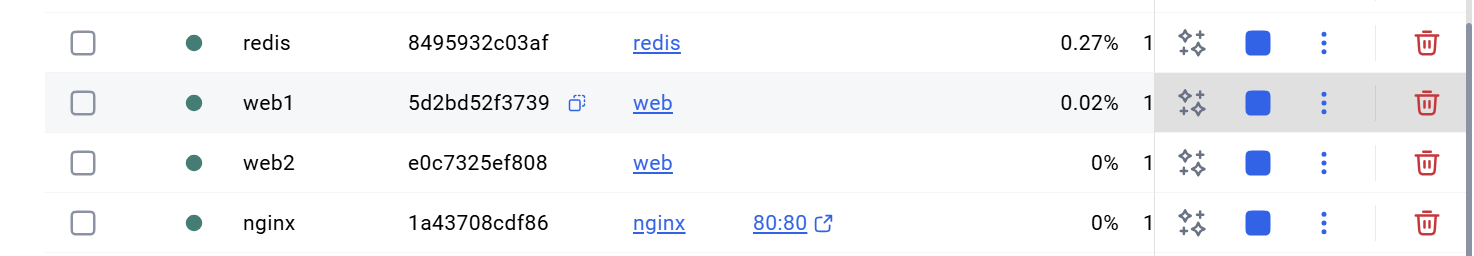 redis 8495932c03af redis 0.27% 1
web1 5d2bd52f3739 web 0.02% 1
web2 e0c7325ef808 web 0% 1
nginx 1a43708cdf86 nginx 80:80 0% 1